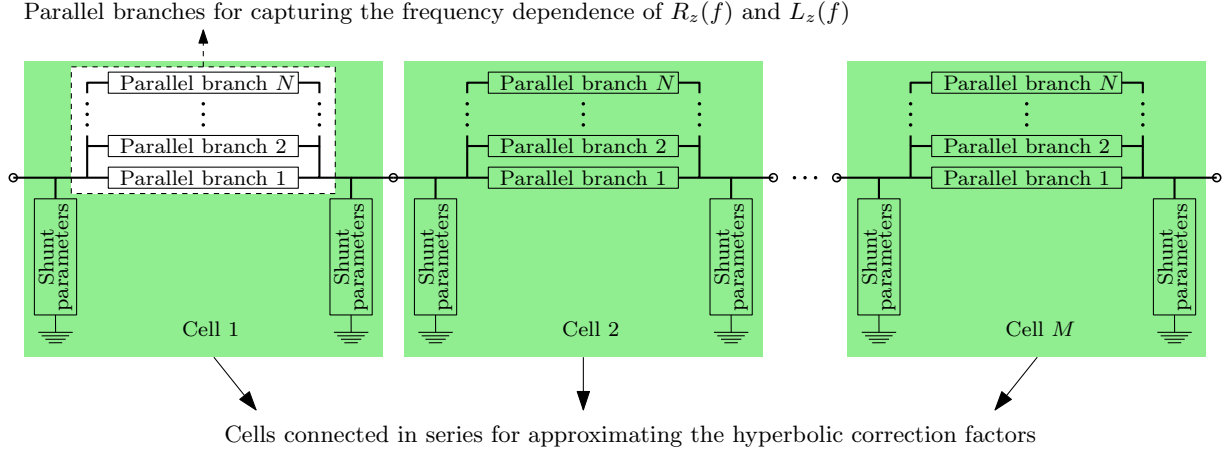 Parallel branches for capturing the frequency dependence of R_z(f) and L_z(f)
Parallel branch N
Parallel branch 2
Parallel branch 1
Shunt
parameters
Shunt
parameters
Cell 1
Parallel branch N
Parallel branch 2
Parallel branch 1
Shunt
parameters
Shunt
parameters
Cell 2
Parallel branch N
Parallel branch 2
Parallel branch 1
Shunt
parameters
Shunt
parameters
Cell M
Cells connected in series for approximating the hyperbolic correction factors